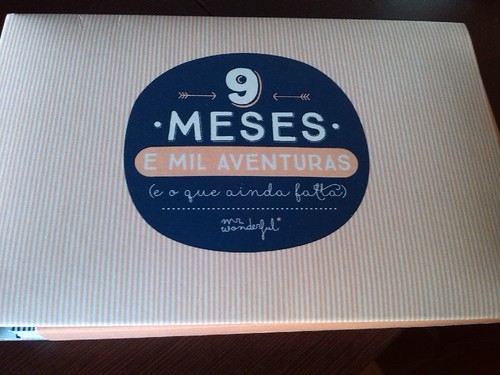 9
MESES
E MIL AVENTURAS
(e o que ainda falta)
mr.
wonderful*